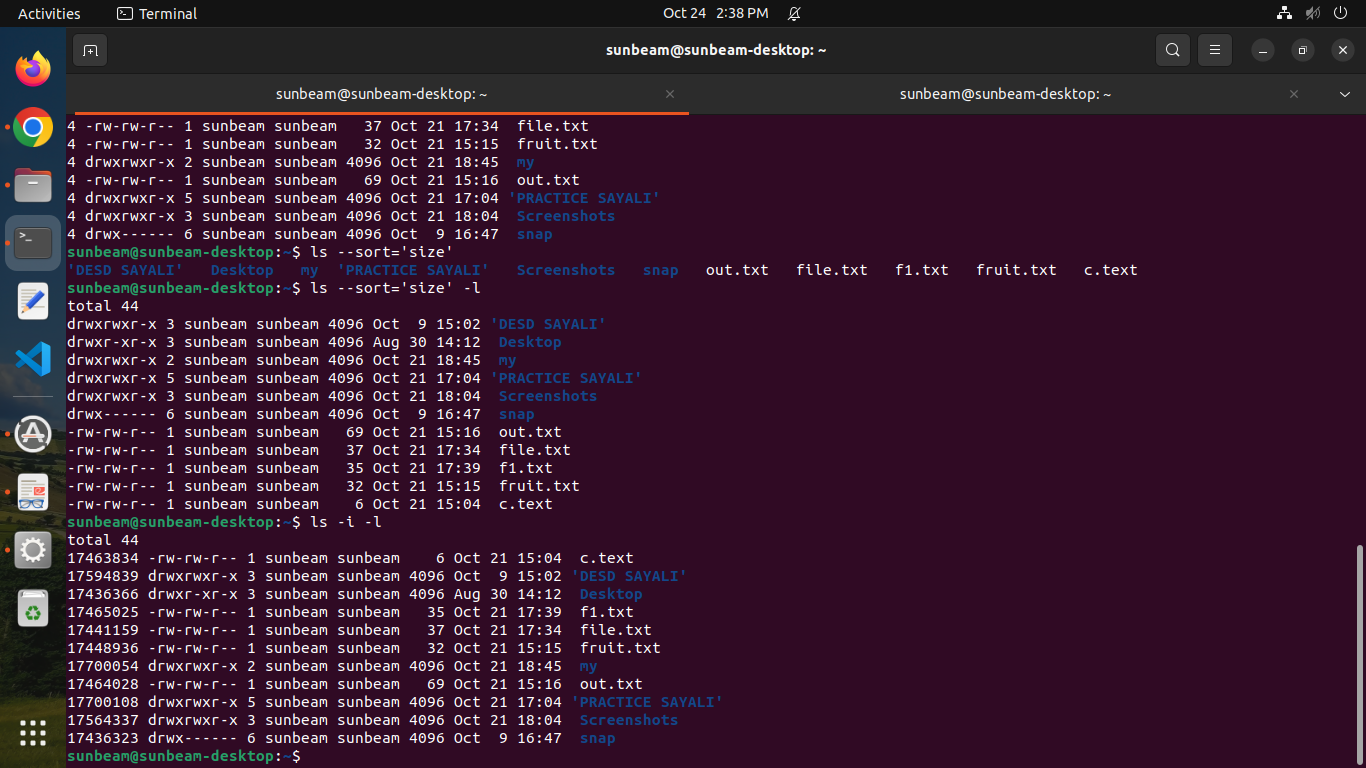 Activities Terminal Oct 24 2:38 PM
sunbeam@sunbeam-desktop: ~
sunbeam@sunbeam-desktop: ~ sunbeam@sunbeam-desktop: ~
4 -rw-rw-r-- 1 sunbeam sunbeam   37 Oct 21 17:34  file.txt
4 -rw-rw-r-- 1 sunbeam sunbeam   32 Oct 21 15:15  fruit.txt
4 drwxrwxr-x 2 sunbeam sunbeam 4096 Oct 21 18:45  my
4 -rw-rw-r-- 1 sunbeam sunbeam   69 Oct 21 15:16  out.txt
4 drwxrwxr-x 5 sunbeam sunbeam 4096 Oct 21 17:04 'PRACTICE SAYALI'
4 drwxrwxr-x 3 sunbeam sunbeam 4096 Oct 21 18:04  Screenshots
4 drwx------ 6 sunbeam sunbeam 4096 Oct  9 16:47  snap
sunbeam@sunbeam-desktop:~$ ls --sort='size'
'DESD SAYALI'   Desktop   my  'PRACTICE SAYALI'   Screenshots   snap   out.txt   file.txt   f1.txt   fruit.txt   c.text
sunbeam@sunbeam-desktop:~$ ls --sort='size' -l
total 44
drwxrwxr-x 3 sunbeam sunbeam 4096 Oct  9 15:02 'DESD SAYALI'
drwxr-xr-x 3 sunbeam sunbeam 4096 Aug 30 14:12  Desktop
drwxrwxr-x 2 sunbeam sunbeam 4096 Oct 21 18:45  my
drwxrwxr-x 5 sunbeam sunbeam 4096 Oct 21 17:04 'PRACTICE SAYALI'
drwxrwxr-x 3 sunbeam sunbeam 4096 Oct 21 18:04  Screenshots
drwx------ 6 sunbeam sunbeam 4096 Oct  9 16:47  snap
-rw-rw-r-- 1 sunbeam sunbeam   69 Oct 21 15:16  out.txt
-rw-rw-r-- 1 sunbeam sunbeam   37 Oct 21 17:34  file.txt
-rw-rw-r-- 1 sunbeam sunbeam   35 Oct 21 17:39  f1.txt
-rw-rw-r-- 1 sunbeam sunbeam   32 Oct 21 15:15  fruit.txt
-rw-rw-r-- 1 sunbeam sunbeam    6 Oct 21 15:04  c.text
sunbeam@sunbeam-desktop:~$ ls -i -l
total 44
17463834 -rw-rw-r-- 1 sunbeam sunbeam    6 Oct 21 15:04  c.text
17594839 drwxrwxr-x 3 sunbeam sunbeam 4096 Oct  9 15:02 'DESD SAYALI'
17436366 drwxr-xr-x 3 sunbeam sunbeam 4096 Aug 30 14:12  Desktop
17465025 -rw-rw-r-- 1 sunbeam sunbeam   35 Oct 21 17:39  f1.txt
17441159 -rw-rw-r-- 1 sunbeam sunbeam   37 Oct 21 17:34  file.txt
17448936 -rw-rw-r-- 1 sunbeam sunbeam   32 Oct 21 15:15  fruit.txt
17700054 drwxrwxr-x 2 sunbeam sunbeam 4096 Oct 21 18:45  my
17464028 -rw-rw-r-- 1 sunbeam sunbeam   69 Oct 21 15:16  out.txt
17700108 drwxrwxr-x 5 sunbeam sunbeam 4096 Oct 21 17:04 'PRACTICE SAYALI'
17564337 drwxrwxr-x 3 sunbeam sunbeam 4096 Oct 21 18:04  Screenshots
17436323 drwx------ 6 sunbeam sunbeam 4096 Oct  9 16:47  snap
sunbeam@sunbeam-desktop:~$